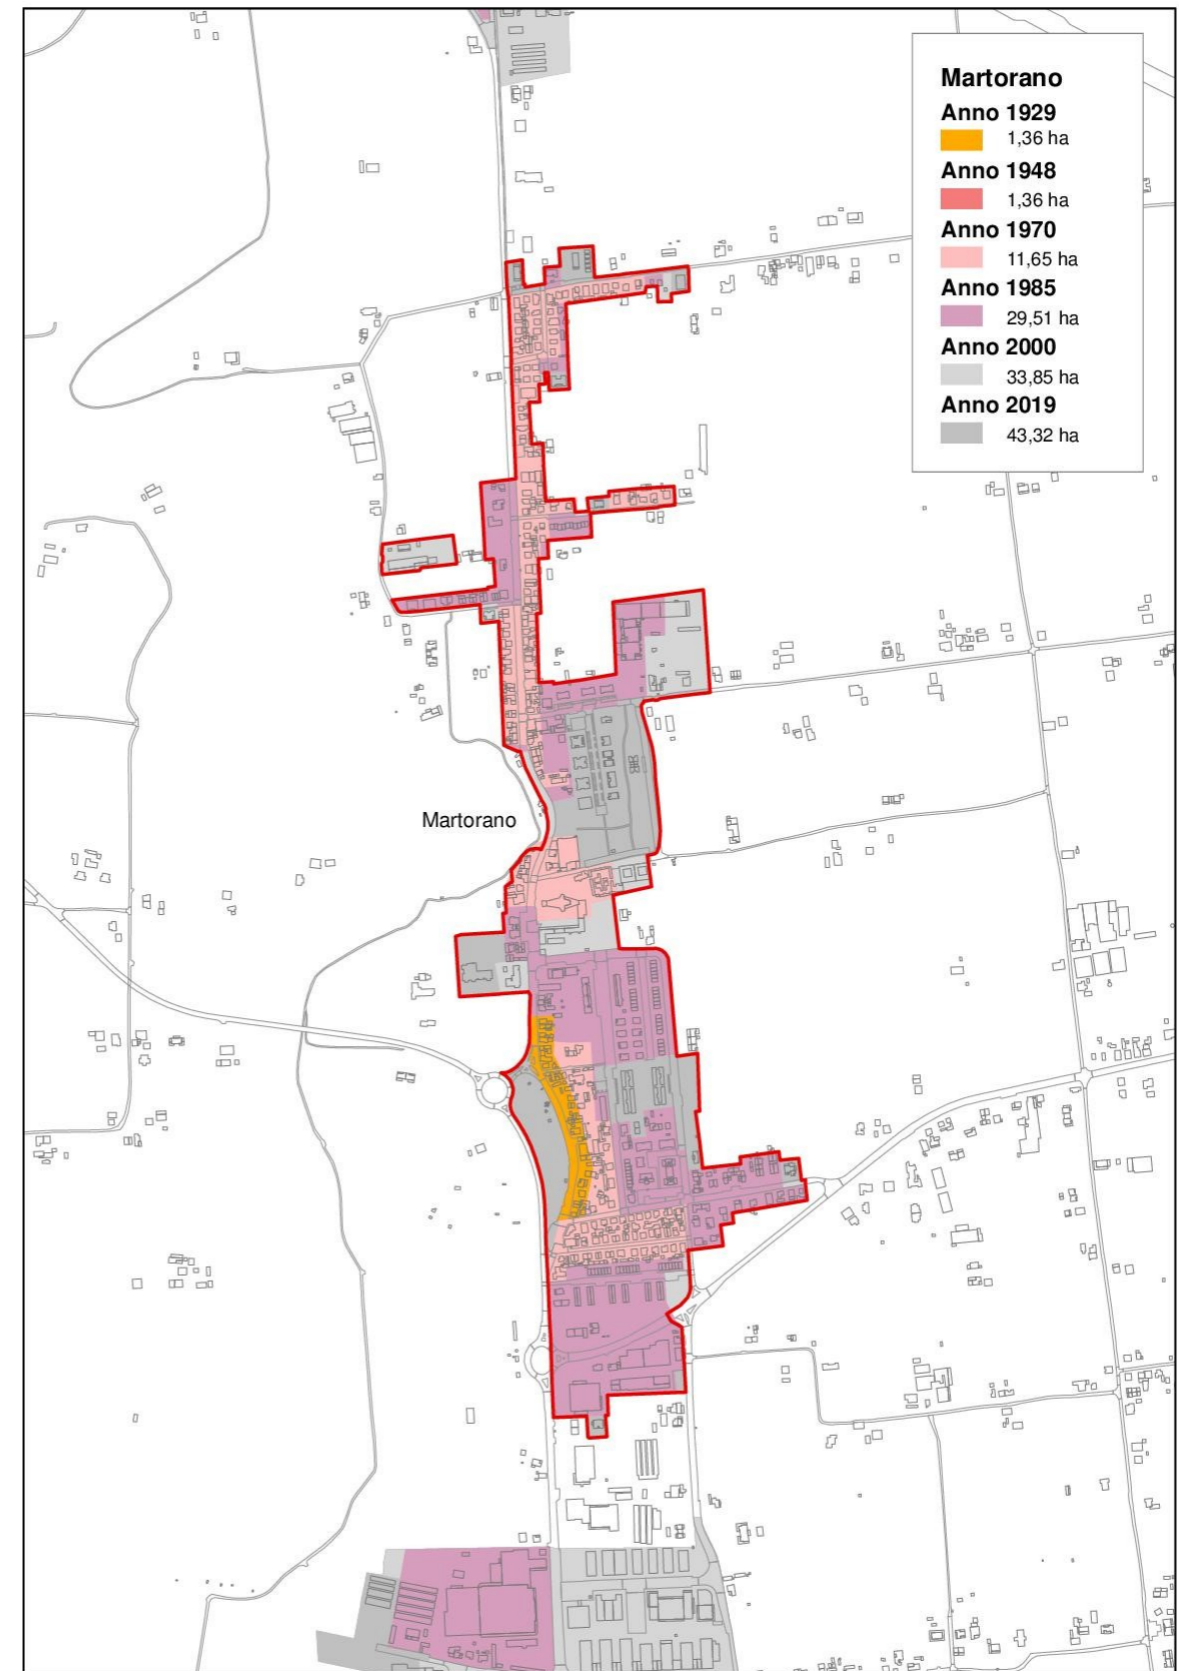 Martorano
Anno 1929
1,36 ha
Anno 1948
1,36 ha
Anno 1970
11,65 ha
Anno 1985
29,51 ha
Anno 2000
33,85 ha
Anno 2019
43,32 ha
Martorano